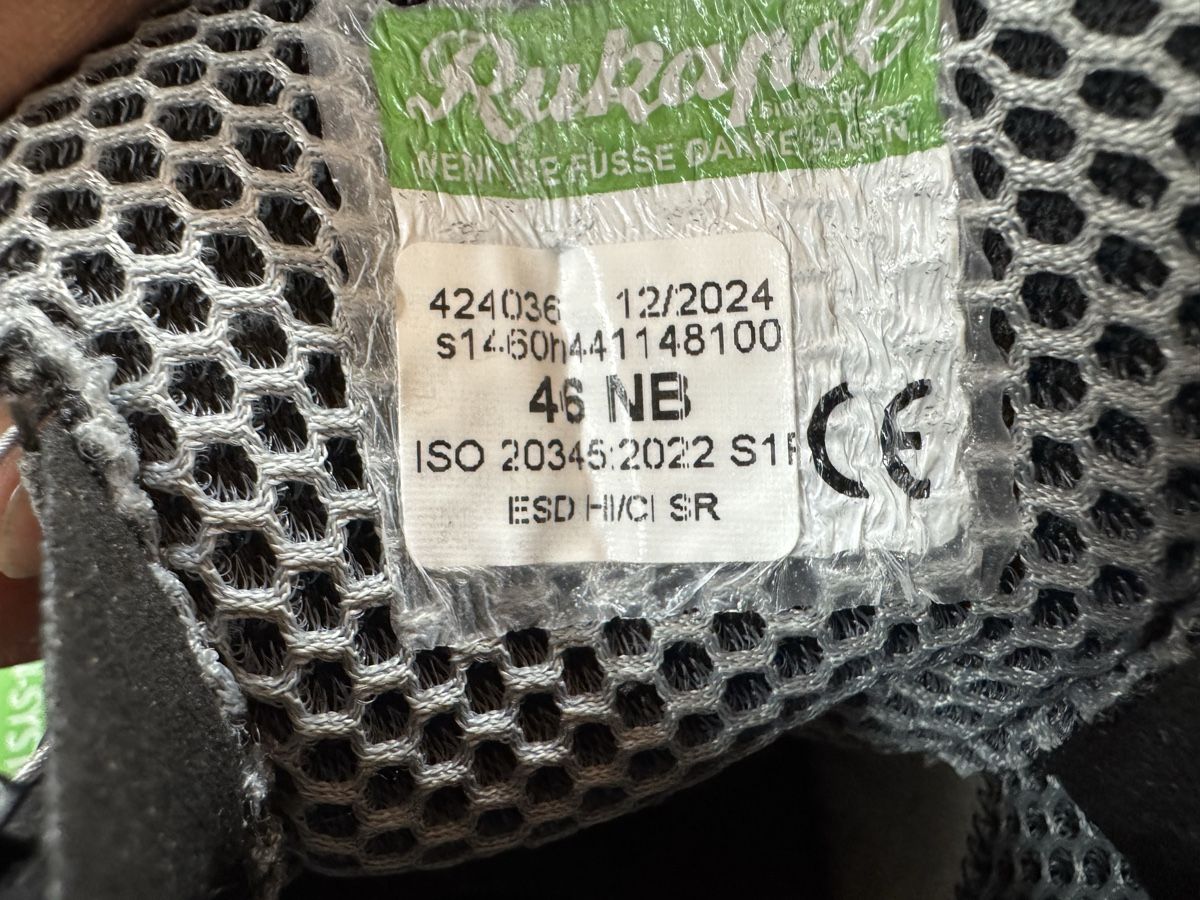 Rukapol
WENN DIE FÜSSE DANKE SAGEN
424036 12/2024
s1460h441148100
46 NB
ISO 20345:2022 S1P
ESD HI/CI SR
CE